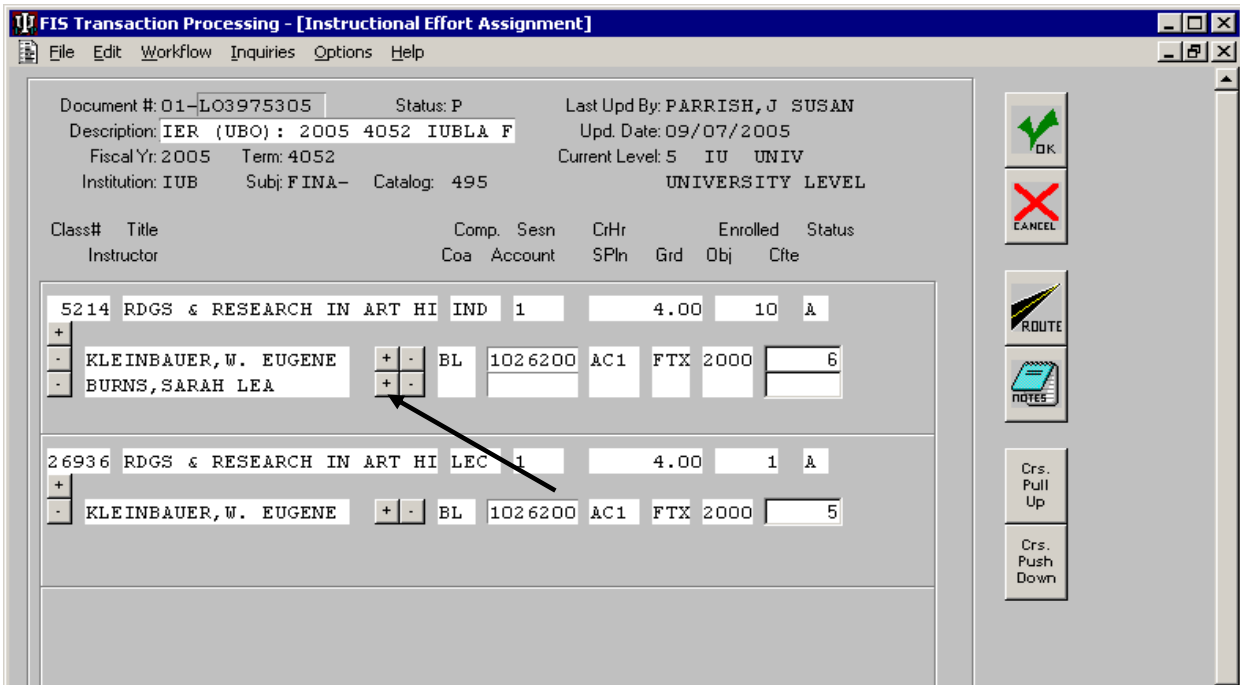 FIS Transaction Processing - [Instructional Effort Assignment]
File Edit Workflow Inquiries Options Help
Document #: 01-LO3975305 Status: P Last Upd By: PARRISH,J SUSAN
Description: IER (UBO): 2005 4052 IUBLA F Upd. Date: 09/07/2005
Fiscal Yr: 2005 Term: 4052 Current Level: 5 IU UNIV
Institution: IUB Subj: FINA- Catalog: 495 UNIVERSITY LEVEL
Class# Title Comp. Sesn CrHr Enrolled Status
Instructor Coa Account SPln Grd Obj Cfte
5214 RDGS & RESEARCH IN ART HI IND 1 4.00 10 A
+
- KLEINBAUER,W. EUGENE + - BL 1026200 AC1 FTX 2000 6
- BURNS,SARAH LEA + -
26936 RDGS & RESEARCH IN ART HI LEC 1 4.00 1 A
+
- KLEINBAUER,W. EUGENE + - BL 1026200 AC1 FTX 2000 5
OK
CANCEL
ROUTE
NOTES
Crs.
Pull
Up
Crs.
Push
Down